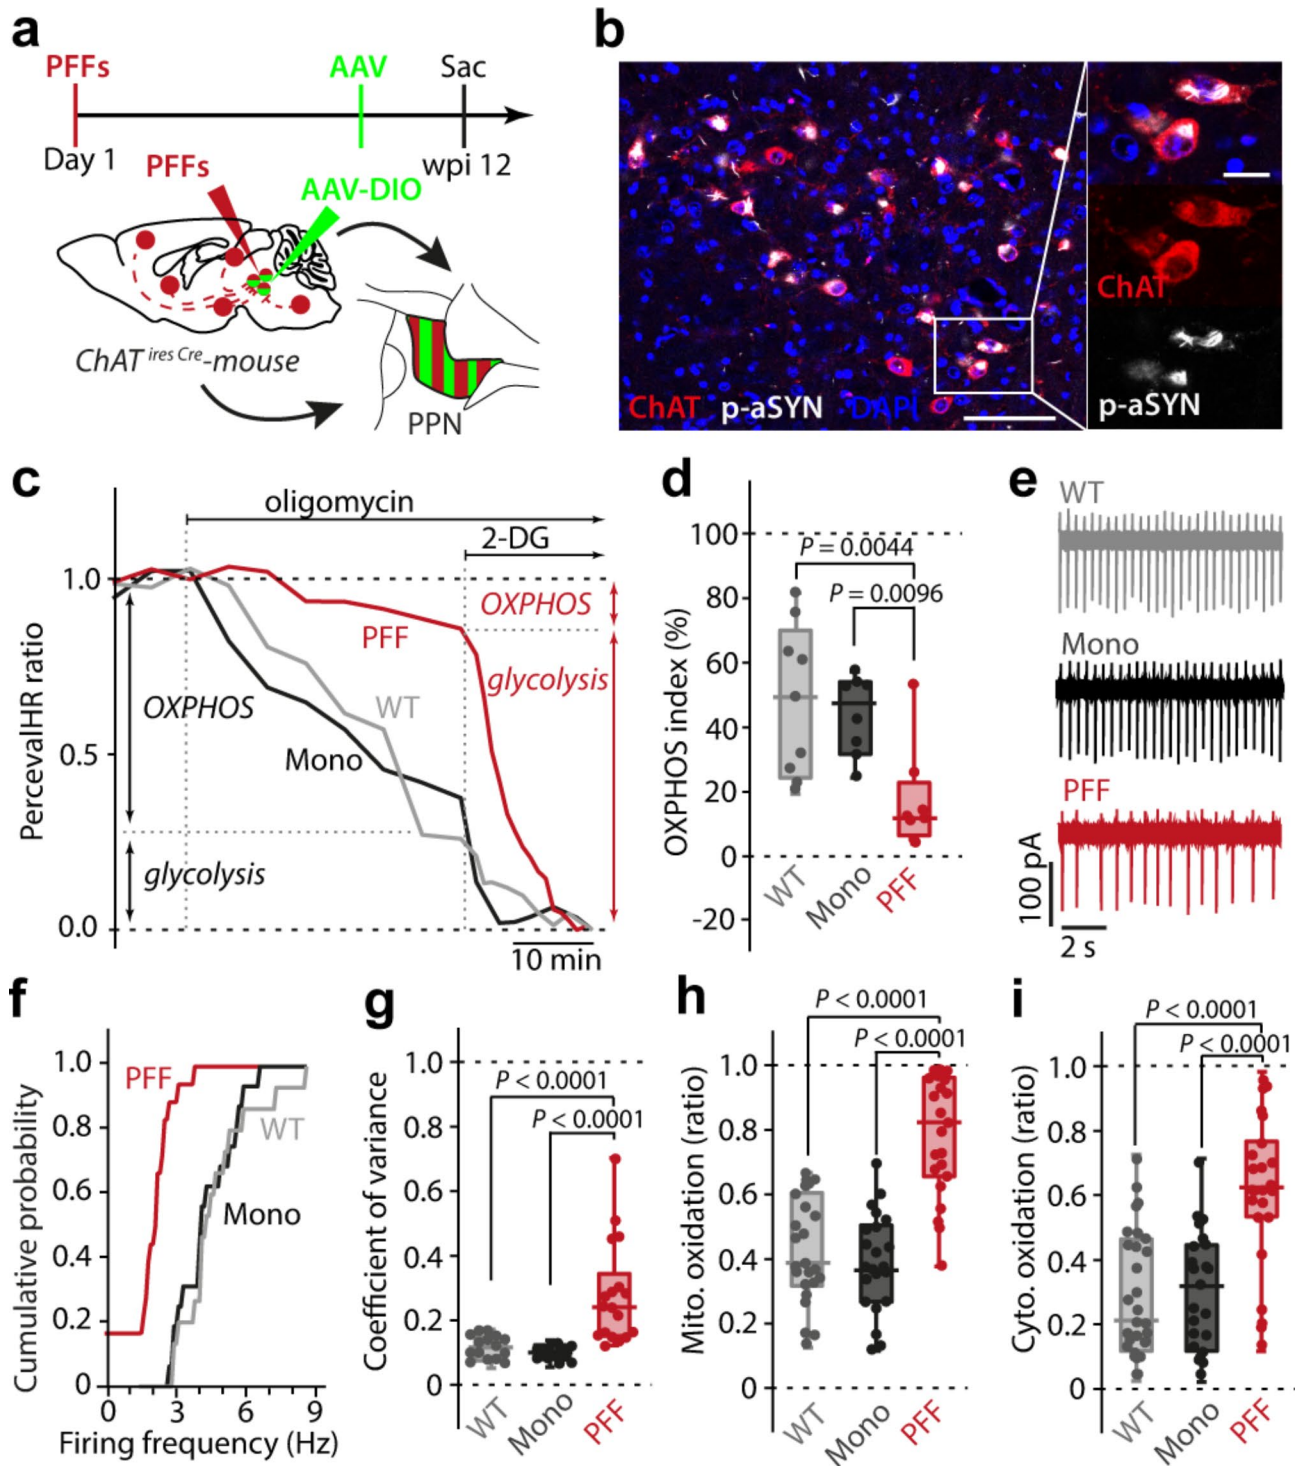 a
PFFs
AAV
Sac
Day 1
wpi 12
PFFs
AAV-DIO
ChAT ires Cre-mouse
PPN
b
ChAT p-aSYN DAPI
ChAT
p-aSYN
c
oligomycin
2-DG
PercevalHR ratio
1.0
0.5
0.0
OXPHOS
glycolysis
PFF
WT
Mono
OXPHOS
glycolysis
10 min
d
OXPHOS index (%)
100
80
60
40
20
0
-20
P = 0.0044
P = 0.0096
WT
Mono
PFF
e
WT
Mono
PFF
100 pA
2 s
f
Cumulative probability
1.0
0.8
0.6
0.4
0.2
0
PFF
WT
Mono
0 3 6 9
Firing frequency (Hz)
g
Coefficient of variance
1.0
0.8
0.6
0.4
0.2
0
P < 0.0001
P < 0.0001
WT
Mono
PFF
h
Mito. oxidation (ratio)
1.0
0.8
0.6
0.4
0.2
0
P < 0.0001
P < 0.0001
WT
Mono
PFF
i
Cyto. oxidation (ratio)
1.0
0.8
0.6
0.4
0.2
0
P < 0.0001
P < 0.0001
WT
Mono
PFF